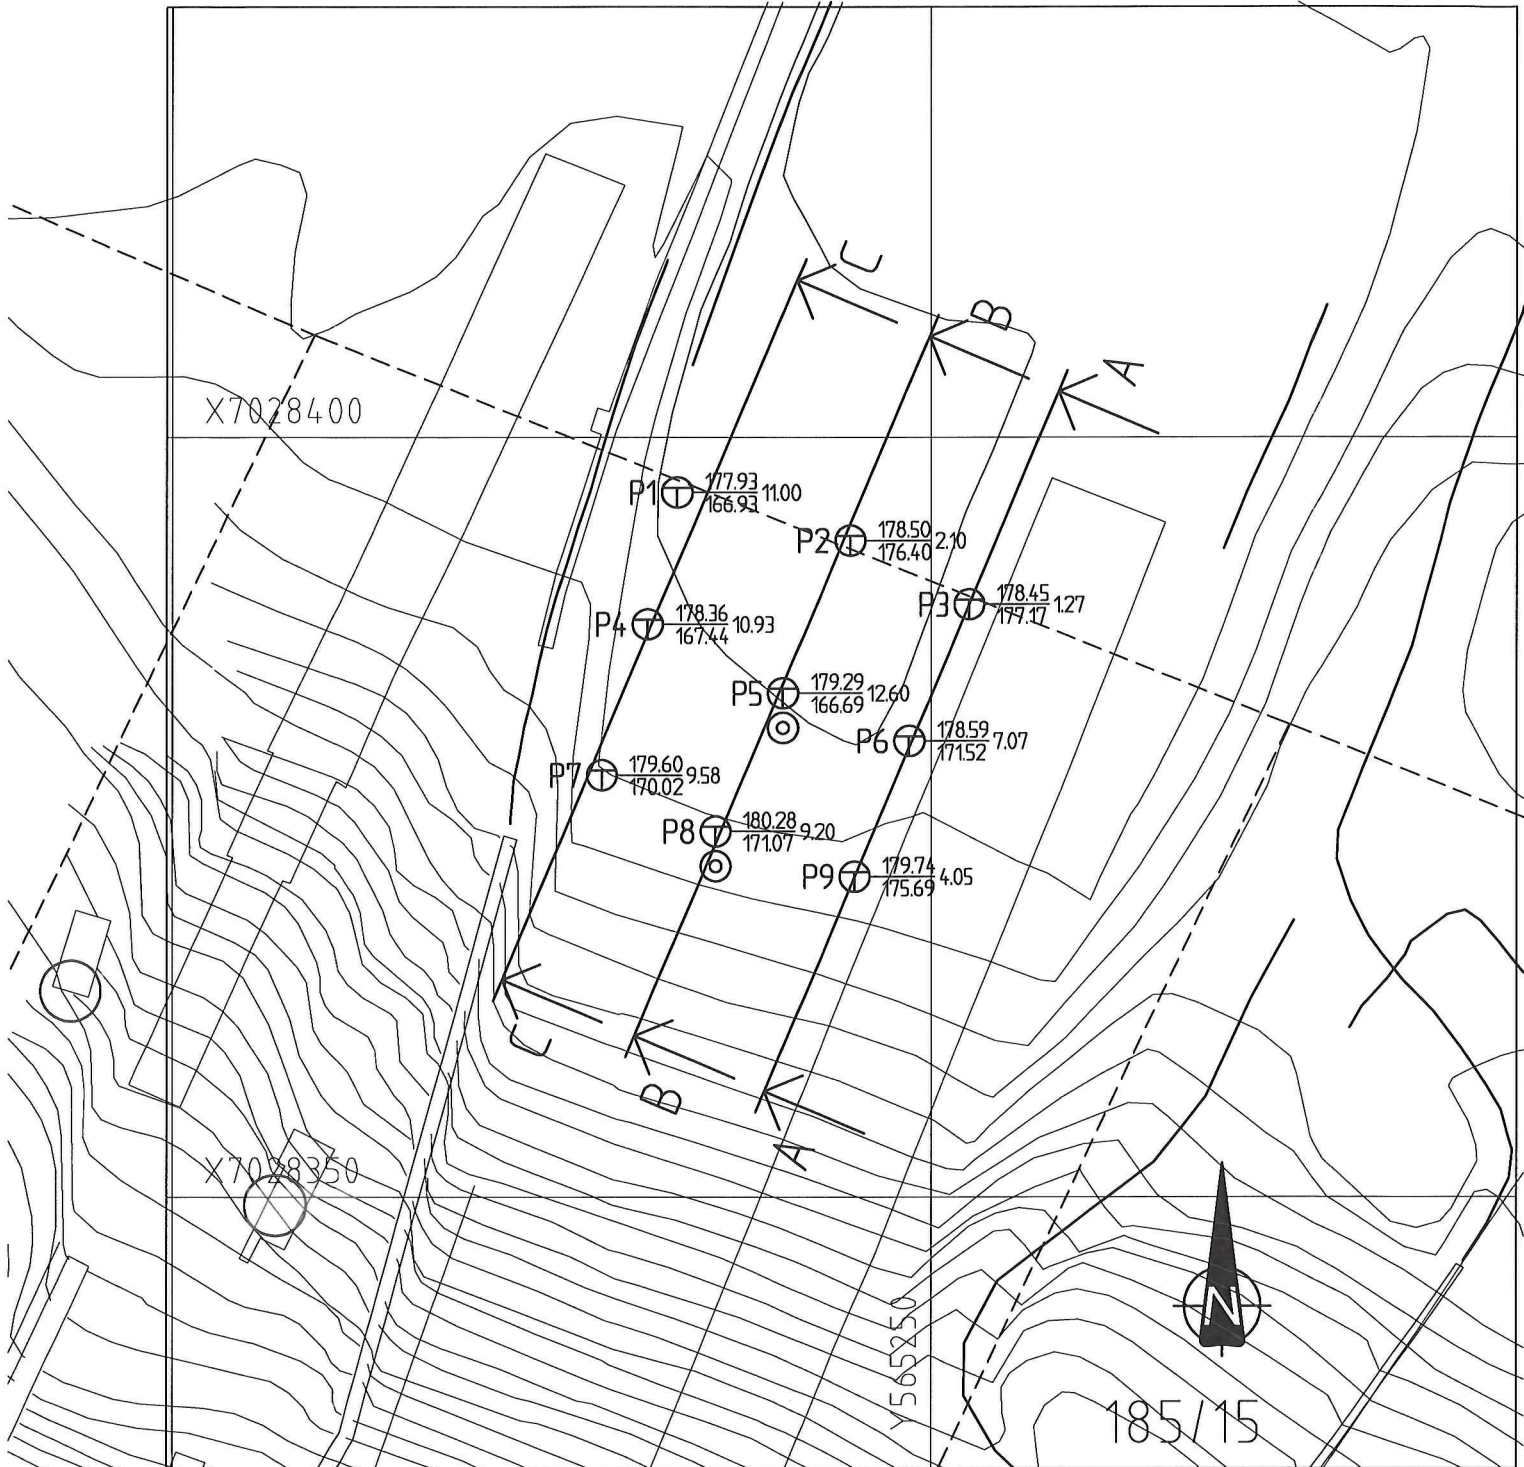 C
B
A
X7028400
P1 177.93 11.00
166.93
P2 178.50 2.10
176.40
P3 178.45 1.27
177.17
P4 178.36 10.93
167.44
P5 179.29 12.60
166.69
P6 178.59 7.07
171.52
P7 179.60 9.58
170.02
P8 180.28 9.20
171.07
P9 179.74 4.05
175.69
C
B
A
X7028350
Y565250
N
185/15